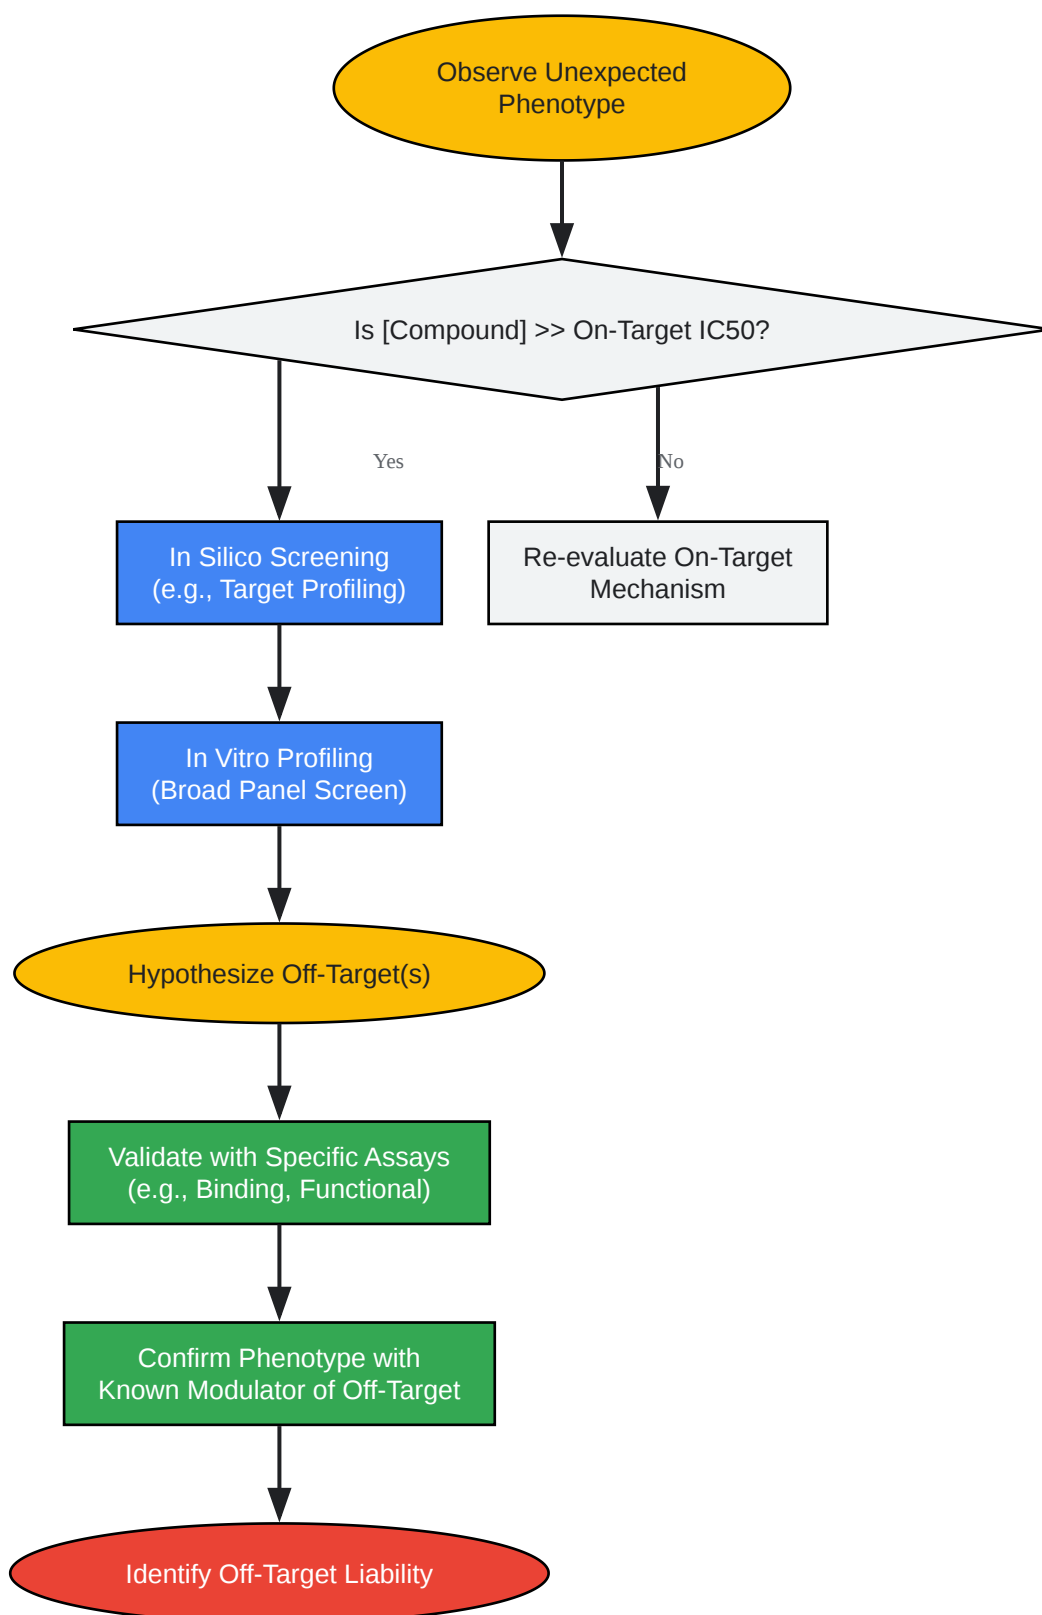 Observe Unexpected
Phenotype
Is [Compound] >> On-Target IC50?
Yes
No
In Silico Screening
(e.g., Target Profiling)
Re-evaluate On-Target
Mechanism
In Vitro Profiling
(Broad Panel Screen)
Hypothesize Off-Target(s)
Validate with Specific Assays
(e.g., Binding, Functional)
Confirm Phenotype with
Known Modulator of Off-Target
Identify Off-Target Liability